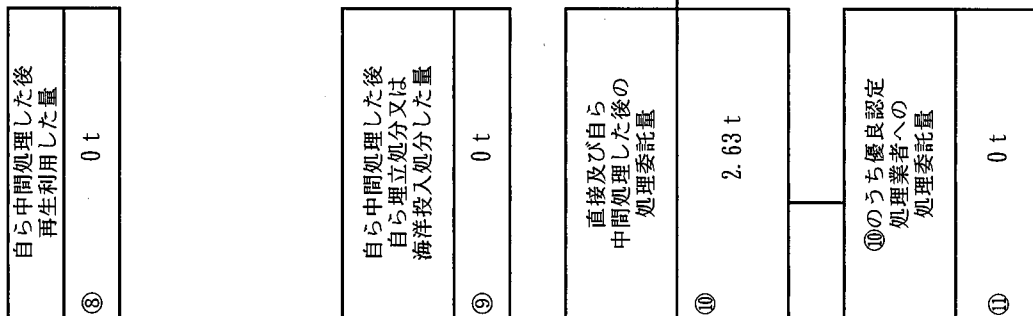 自ら中間処理した後
再生利用した量
⑧
0 t
自ら中間処理した後
自ら埋立処分又は
海洋投入処分した量
⑨
0 t
直接及び自ら
中間処理した後の
処理委託量
⑩
2.63 t
⑩のうち優良認定
処理業者への
処理委託量
⑪
0 t